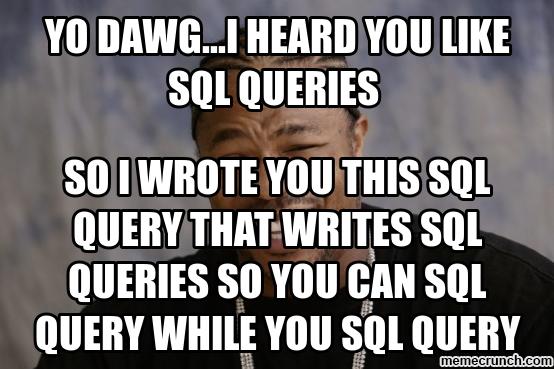 YO DAWG...I HEARD YOU LIKE
SQL QUERIES
SO I WROTE YOU THIS SQL
QUERY THAT WRITES SQL
QUERIES SO YOU CAN SQL
QUERY WHILE YOU SQL QUERY
memecrunch.com